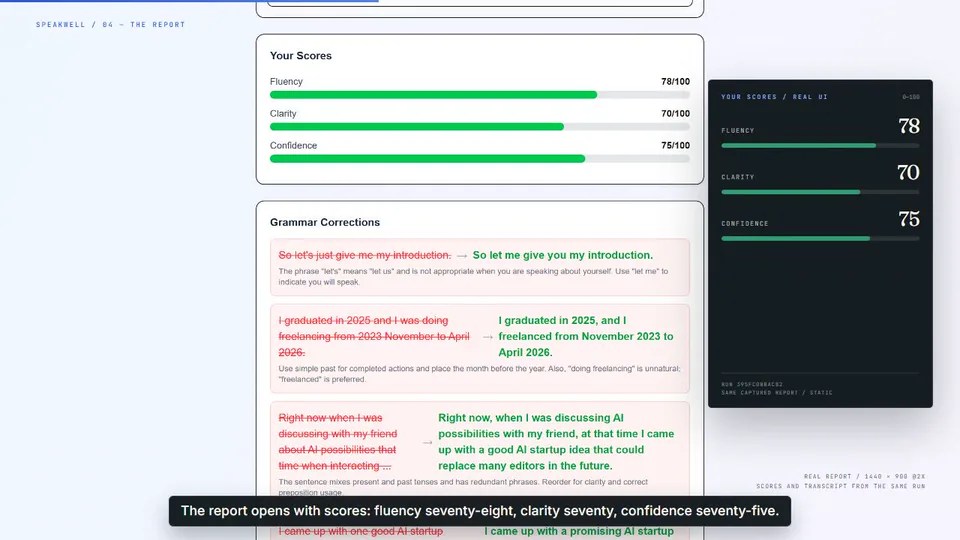 SPEAKWELL / 04 — THE REPORT
Your Scores
Fluency 78/100
Clarity 70/100
Confidence 75/100
Grammar Corrections
So let's just give me my introduction. → So let me give you my introduction.
The phrase "let's" means "let us" and is not appropriate when you are speaking about yourself. Use "let me" to
indicate you will speak.
I graduated in 2025 and I was doing
freelancing from 2023 November to April
2026.
→
I graduated in 2025, and I
freelanced from November 2023 to
April 2026.
Use simple past for completed actions and place the month before the year. Also, "doing freelancing" is unnatural;
"freelanced" is preferred.
Right now when I was
discussing with my friend
about AI possibilities that
time when interacting ...
→
Right now, when I was discussing AI
possibilities with my friend, at that time I came
up with a good AI startup idea that could
replace many editors in the future.
The sentence mixes present and past tenses and has redundant phrases. Reorder for clarity and correct
preposition usage.
I came up with one good AI startup
I came up with a promising AI startup
YOUR SCORES / REAL UI 0–100
FLUENCY 78
CLARITY 70
CONFIDENCE 75
SAME CAPTURED REPORT / STATIC
REAL REPORT / 1440 × 900 @2X
SCORES AND TRANSCRIPT FROM THE SAME RUN
The report opens with scores: fluency seventy-eight, clarity seventy, confidence seventy-five.